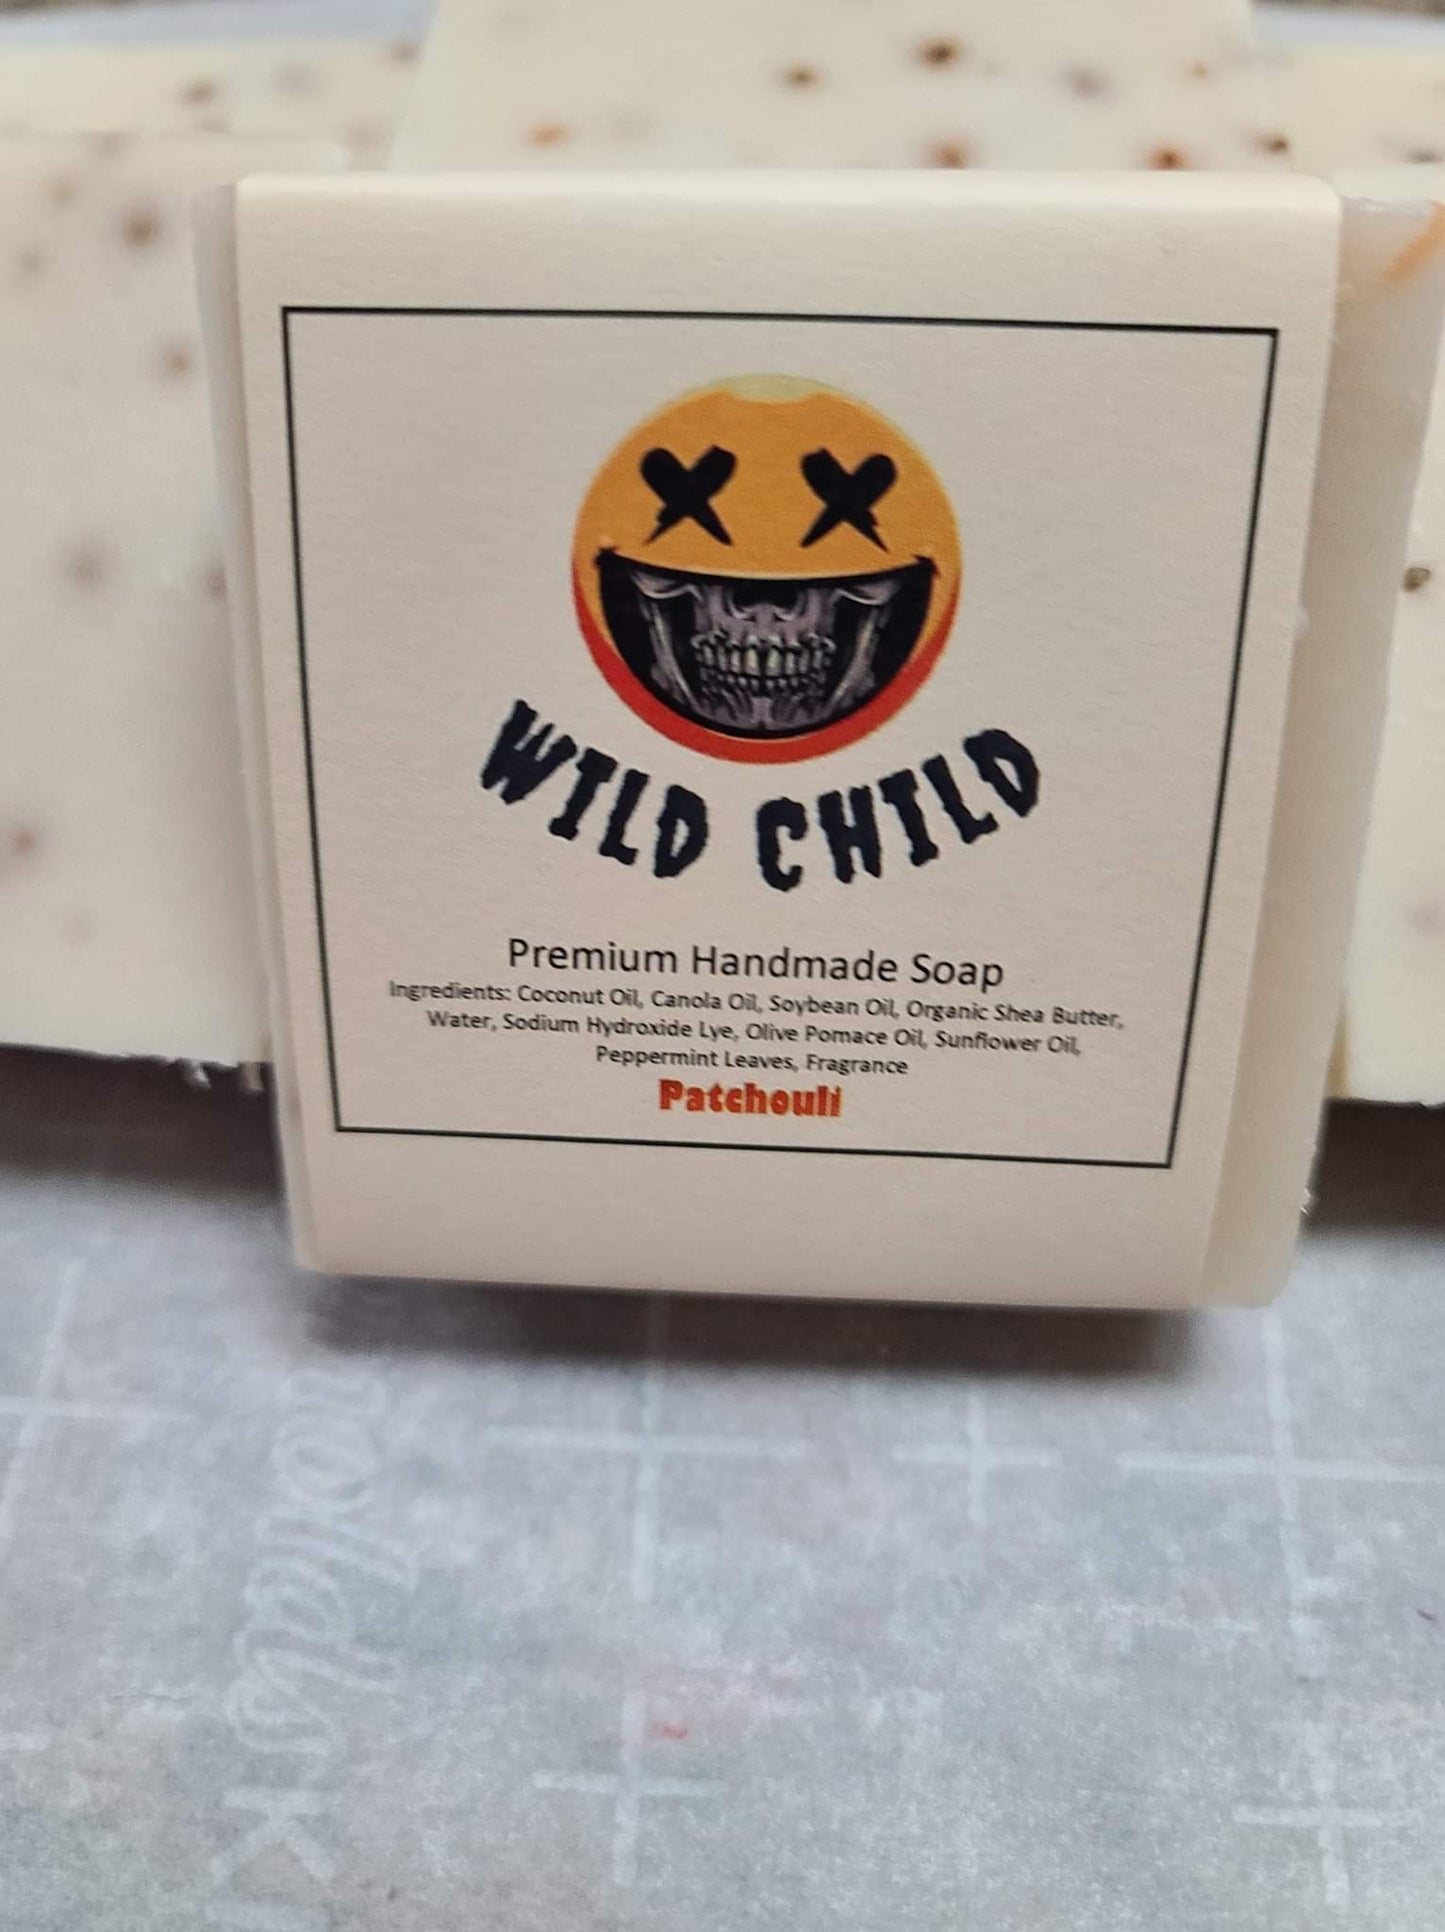 WILD CHILD
Premium Handmade Soap
Ingredients: Coconut Oil, Canola Oil, Soybean Oil, Organic Shea Butter,
Water, Sodium Hydroxide Lye, Olive Pomace Oil, Sunflower Oil,
Peppermint Leaves, Fragrance
Patchouli